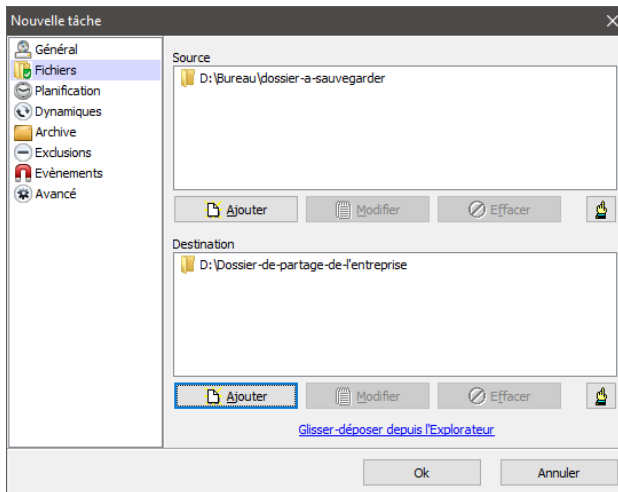 Nouvelle tâche
Général
Fichiers
Planification
Dynamiques
Archive
Exclusions
Evènements
Avancé
Source
D:\Bureau\dossier-a-sauvegarder
Ajouter
Modifier
Effacer
Destination
D:\Dossier-de-partage-de-l'entreprise
Ajouter
Modifier
Effacer
Glisser-déposer depuis l'Explorateur
Ok
Annuler